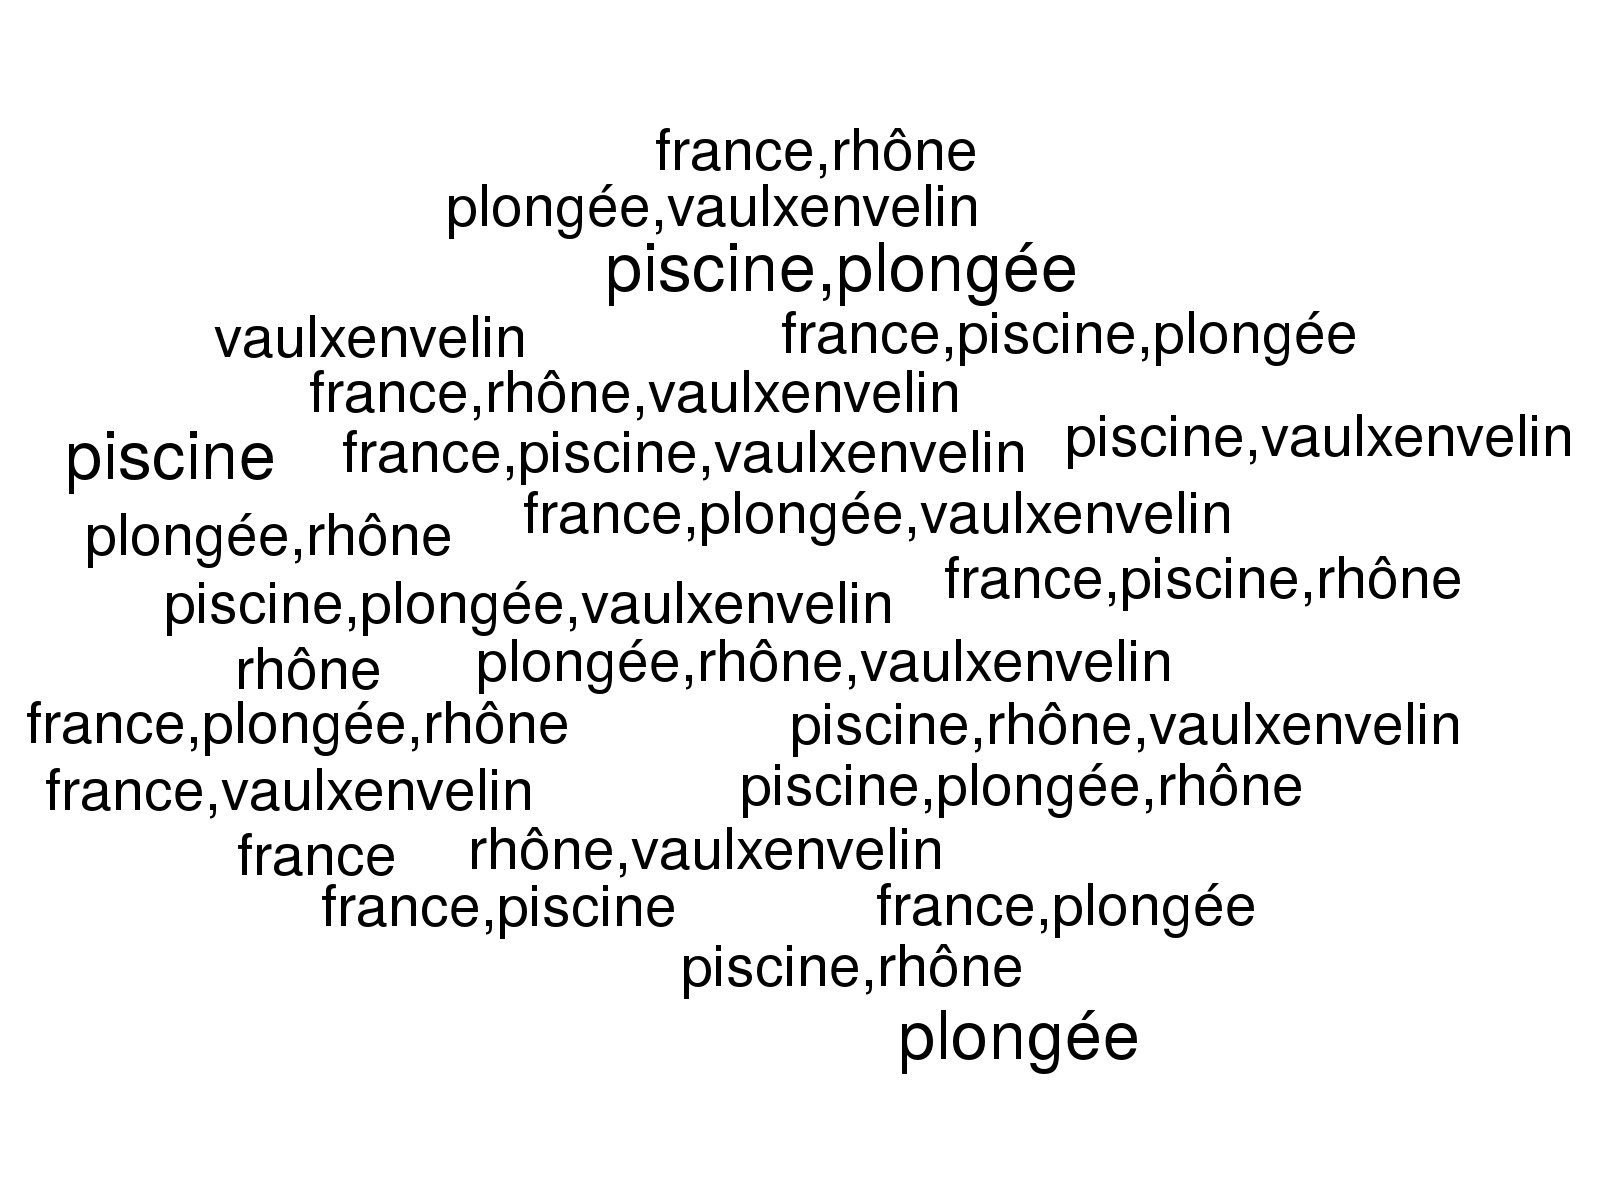 france,rhône
plongée,vaulxenvelin
piscine,plongée
vaulxenvelin
france,piscine,plongée
france,rhône,vaulxenvelin
piscine
france,piscine,vaulxenvelin
piscine,vaulxenvelin
plongée,rhône
france,plongée,vaulxenvelin
piscine,plongée,vaulxenvelin
france,piscine,rhône
rhône
plongée,rhône,vaulxenvelin
france,plongée,rhône
piscine,rhône,vaulxenvelin
france,vaulxenvelin
piscine,plongée,rhône
france
rhône,vaulxenvelin
france,piscine
france,plongée
piscine,rhône
plongée